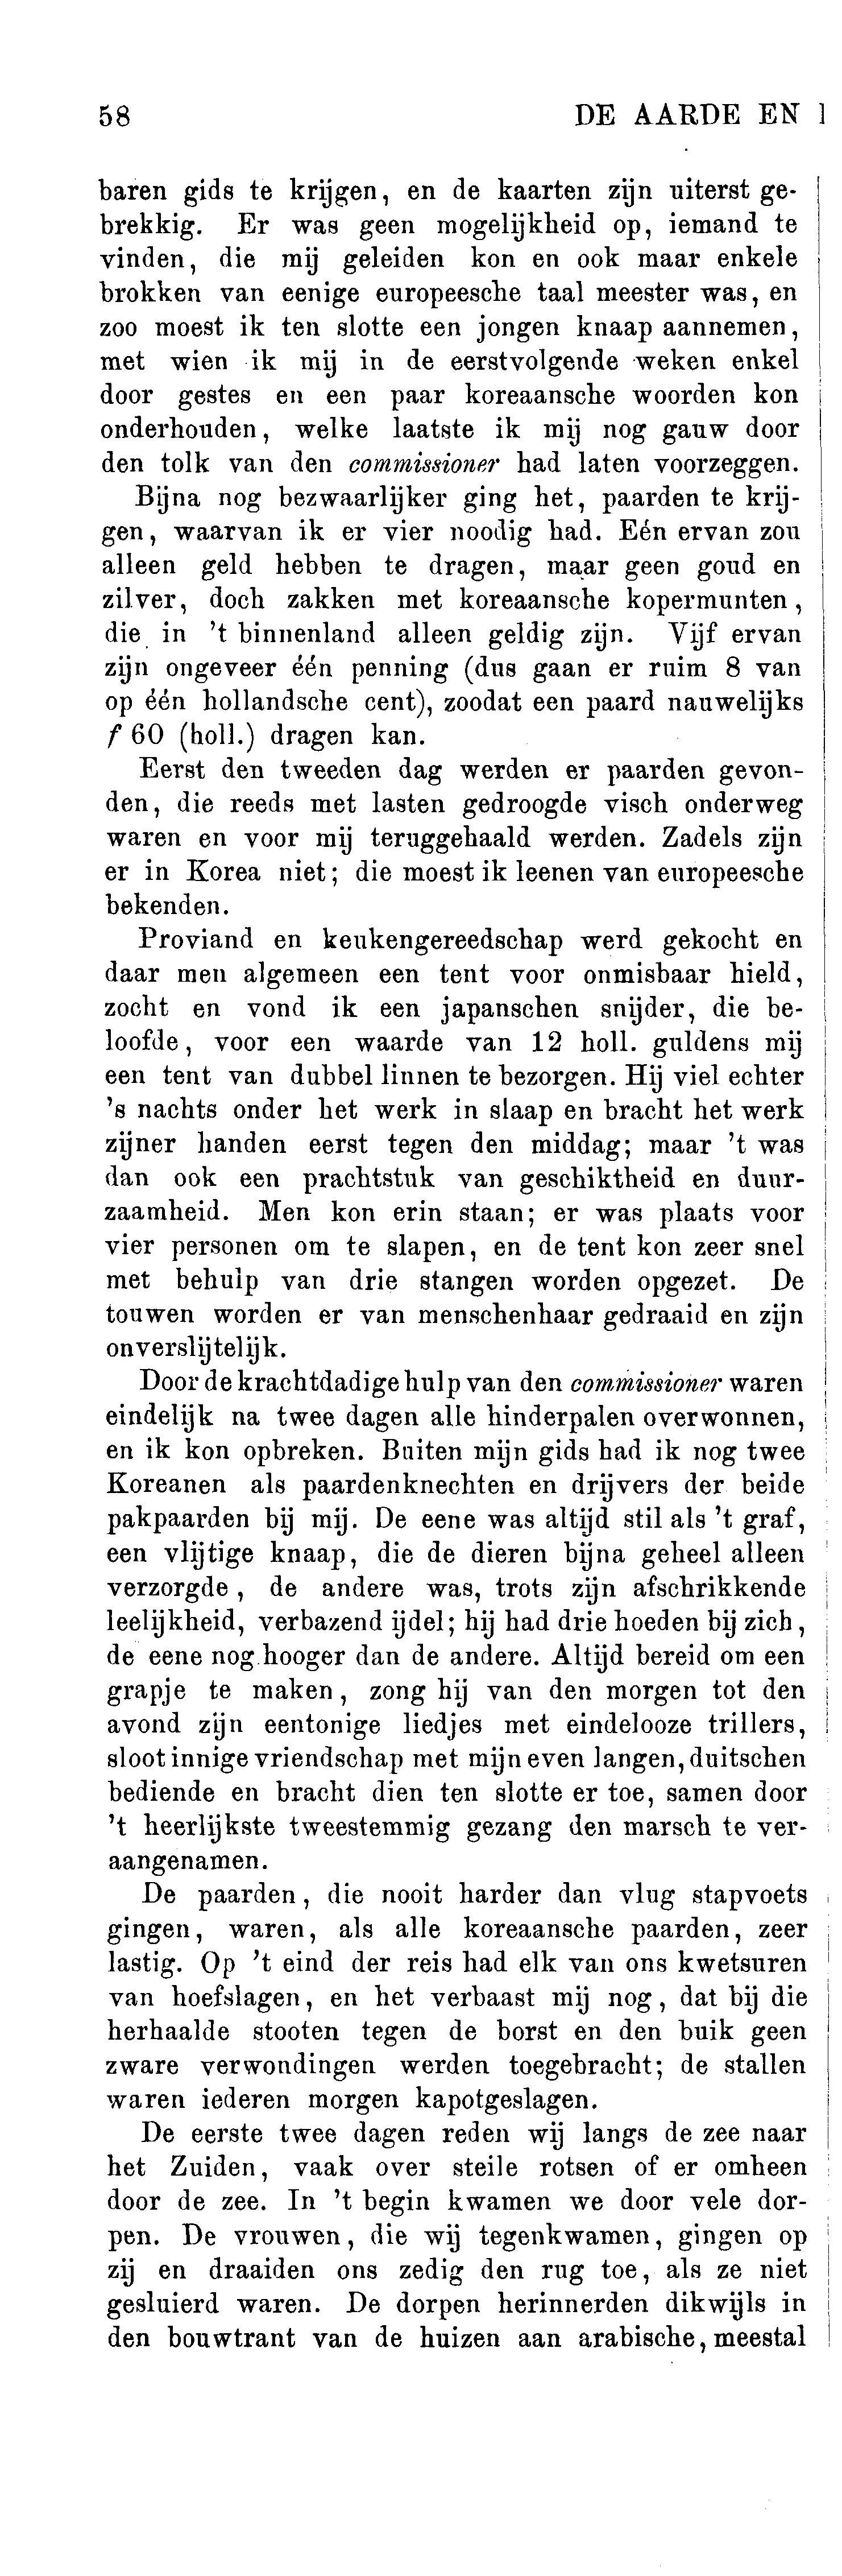 58 DE AARDE EN
baren gids te krijgen, en de kaarten zijn uiterst ge-
brekkig. Er was geen mogelijkheid op, iemand te
vinden, die mij geleiden kon en ook maar enkele
brokken van eenige europeesche taal meester was, en
zoo moest ik ten slotte een jongen knaap aannemen,
met wien ik mij in de eerstvolgende weken enkel
door gestes en een paar koreaansche woorden kon
onderhouden, welke laatste ik mij nog gauw door
den tolk van den commissioner had laten voorzeggen.
Bijna nog bezwaarlijker ging het, paarden te krij-
gen, waarvan ik er vier noodig had. Eén ervan zou
alleen geld hebben te dragen, maar geen goud en
zilver, doch zakken met koreaansche kopermunten,
die in 't binnenland alleen geldig zijn. Vijf ervan
zijn ongeveer één penning (dus gaan er ruim 8 van
op één hollandsche cent), zoodat een paard nauwelijks
f 60 (holl.) dragen kan.
Eerst den tweeden dag werden er paarden gevon-
den, die reeds met lasten gedroogde visch onderweg
waren en voor mij teruggehaald werden. Zadels zijn
er in Korea niet; die moest ik leenen van europeesche
bekenden.
Proviand en keukengereedschap werd gekocht en
daar men algemeen een tent voor onmisbaar hield,
zocht en vond ik een japanschen snijder, die be-
loofde, voor een waarde van 12 holl. guldens mij
een tent van dubbel linnen te bezorgen. Hij viel echter
's nachts onder het werk in slaap en bracht het werk
zijner handen eerst tegen den middag; maar 't was
dan ook een prachtstuk van geschiktheid en duur-
zaamheid. Men kon erin staan; er was plaats voor
vier personen om te slapen, en de tent kon zeer snel
met behulp van drie stangen worden opgezet. De
touwen worden er van menschenhaar gedraaid en zijn
onverslijtelijk.
Door de krachtdadige hulp van den commissioner waren
eindelijk na twee dagen alle hinderpalen overwonnen,
en ik kon opbreken. Buiten mijn gids had ik nog twee
Koreanen als paardenknechten en drijvers der beide
pakpaarden bij mij. De eene was altijd stil als 't graf,
een vlijtige knaap, die de dieren bijna geheel alleen
verzorgde, de andere was, trots zijn afschrikkende
leelijkheid, verbazend ijdel; hij had drie hoeden bij zich,
de eene nog hooger dan de andere. Altijd bereid om een
grapje te maken, zong hij van den morgen tot den
avond zijn eentonige liedjes met eindelooze trillers,
sloot innige vriendschap met mijn even langen, duitschen
bediende en bracht dien ten slotte er toe, samen door
't heerlijkste tweestemmig gezang den marsch te ver-
aangenamen.
De paarden, die nooit harder dan vlug stapvoets
gingen, waren, als alle koreaansche paarden, zeer
lastig. Op 't eind der reis had elk van ons kwetsuren
van hoefslagen, en het verbaast mij nog, dat bij die
herhaalde stooten tegen de borst en den buik geen
zware verwondingen werden toegebracht; de stallen
waren iederen morgen kapotgeslagen.
De eerste twee dagen reden wij langs de zee naar
het Zuiden, vaak over steile rotsen of er omheen
door de zee. In 't begin kwamen we door vele dor-
pen. De vrouwen, die wij tegenkwamen, gingen op
zij en draaiden ons zedig den rug toe, als ze niet
gesluierd waren. De dorpen herinnerden dikwijls in
den bouwtrant van de huizen aan arabische, meestal